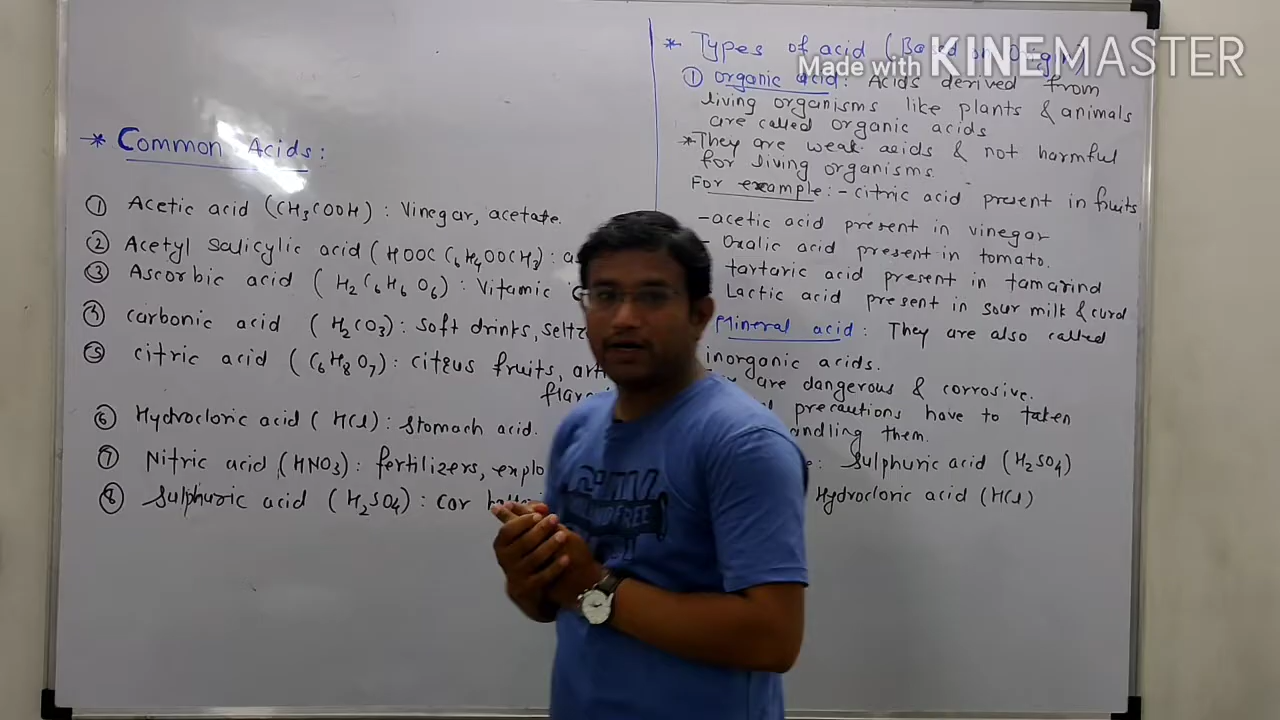 Made with KINEMASTER
* Common Acids:
① Acetic acid (CH3COOH): Vinegar, acetate.
② Acetyl salicylic acid (HOOC C6H4OOCH3):
③ Ascorbic acid (H2C6H6O6): Vitamic
④ carbonic acid (H2CO3): soft drinks,
⑤ citric acid (C6H8O7): citrus fruits,
⑥ Hydrocloric acid (HCl): stomach acid.
⑦ Nitric acid (HNO3): fertilizers,
⑧ Sulphuric acid (H2SO4): car
* Types of acid (Based on Origin)
① organic acid: Acids derived from
living organisms like plants & animals
are called organic acids
*They are weak acids & not harmful
for living organisms.
For example:- citric acid present in fruits
-acetic acid present in vinegar
- Oxalic acid present in tomato.
tartaric acid present in tamarind
Lactic acid present in sour milk & curd
Mineral acid: They are also called
inorganic acids.
are dangerous & corrosive.
precautions have to taken
them.
Sulphuric acid (H2SO4)
Hydrocloric acid (HCl)